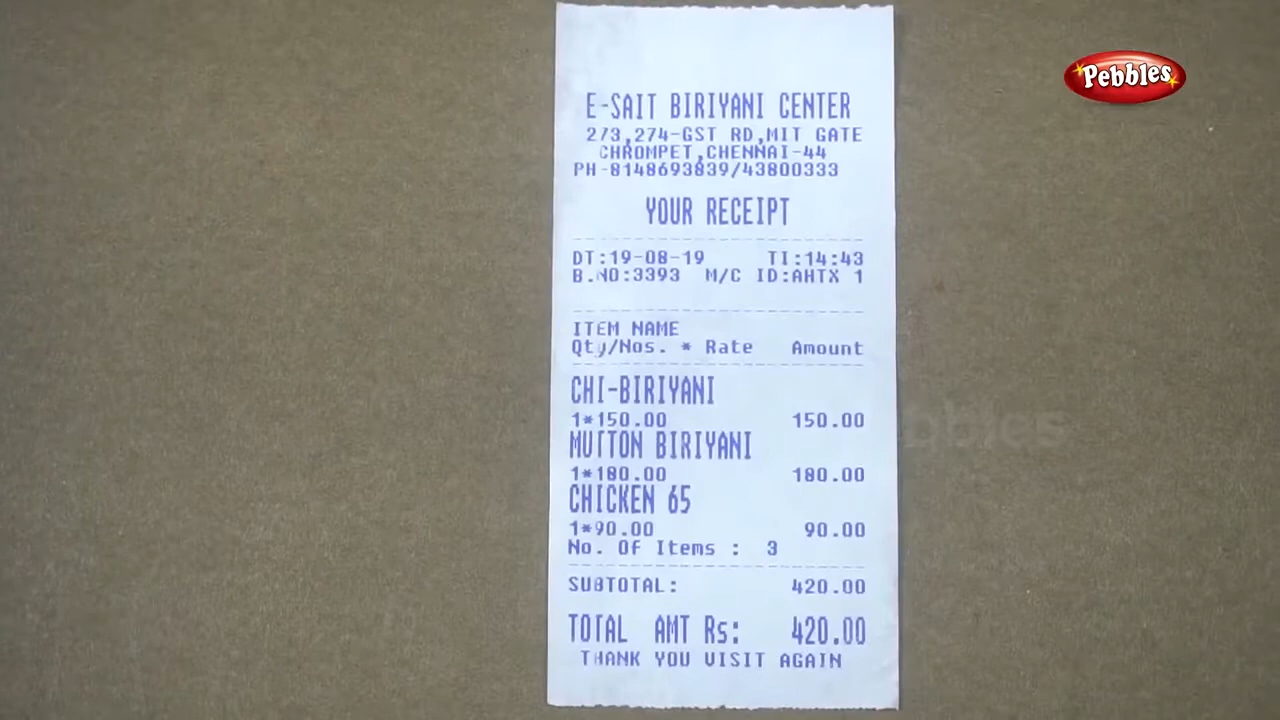 Pebbles
E-SAIT BIRIYANI CENTER
273,274-GST RD,MIT GATE
CHROMPET,CHENNAI-44
PH-8148693839/43800333
YOUR RECEIPT
DT:19-08-19 TI:14:43
B.NO:3393 M/C ID:AHTX 1
ITEM NAME
Qty/Nos. * Rate Amount
CHI-BIRIYANI
1*150.00 150.00
MUTTON BIRIYANI
1*180.00 180.00
CHICKEN 65
1*90.00 90.00
No. Of Items : 3
SUBTOTAL: 420.00
TOTAL AMT Rs: 420.00
THANK YOU VISIT AGAIN